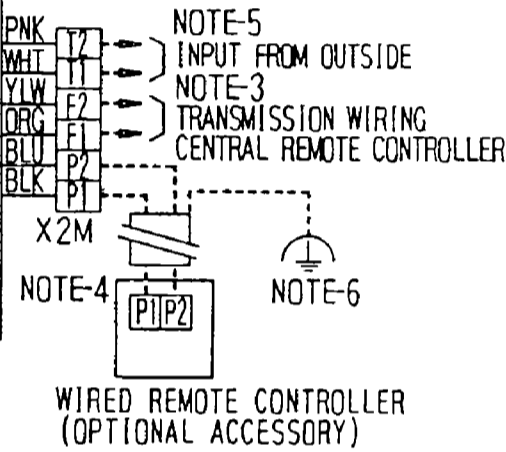 PNK T2 NOTE-5
WHT T1 INPUT FROM OUTSIDE
YLW F2 NOTE-3
ORG F1 TRANSMISSION WIRING
BLU P2 CENTRAL REMOTE CONTROLLER
BLK P1
X2M
NOTE-4 NOTE-6
P1 P2
WIRED REMOTE CONTROLLER
(OPTIONAL ACCESSORY)